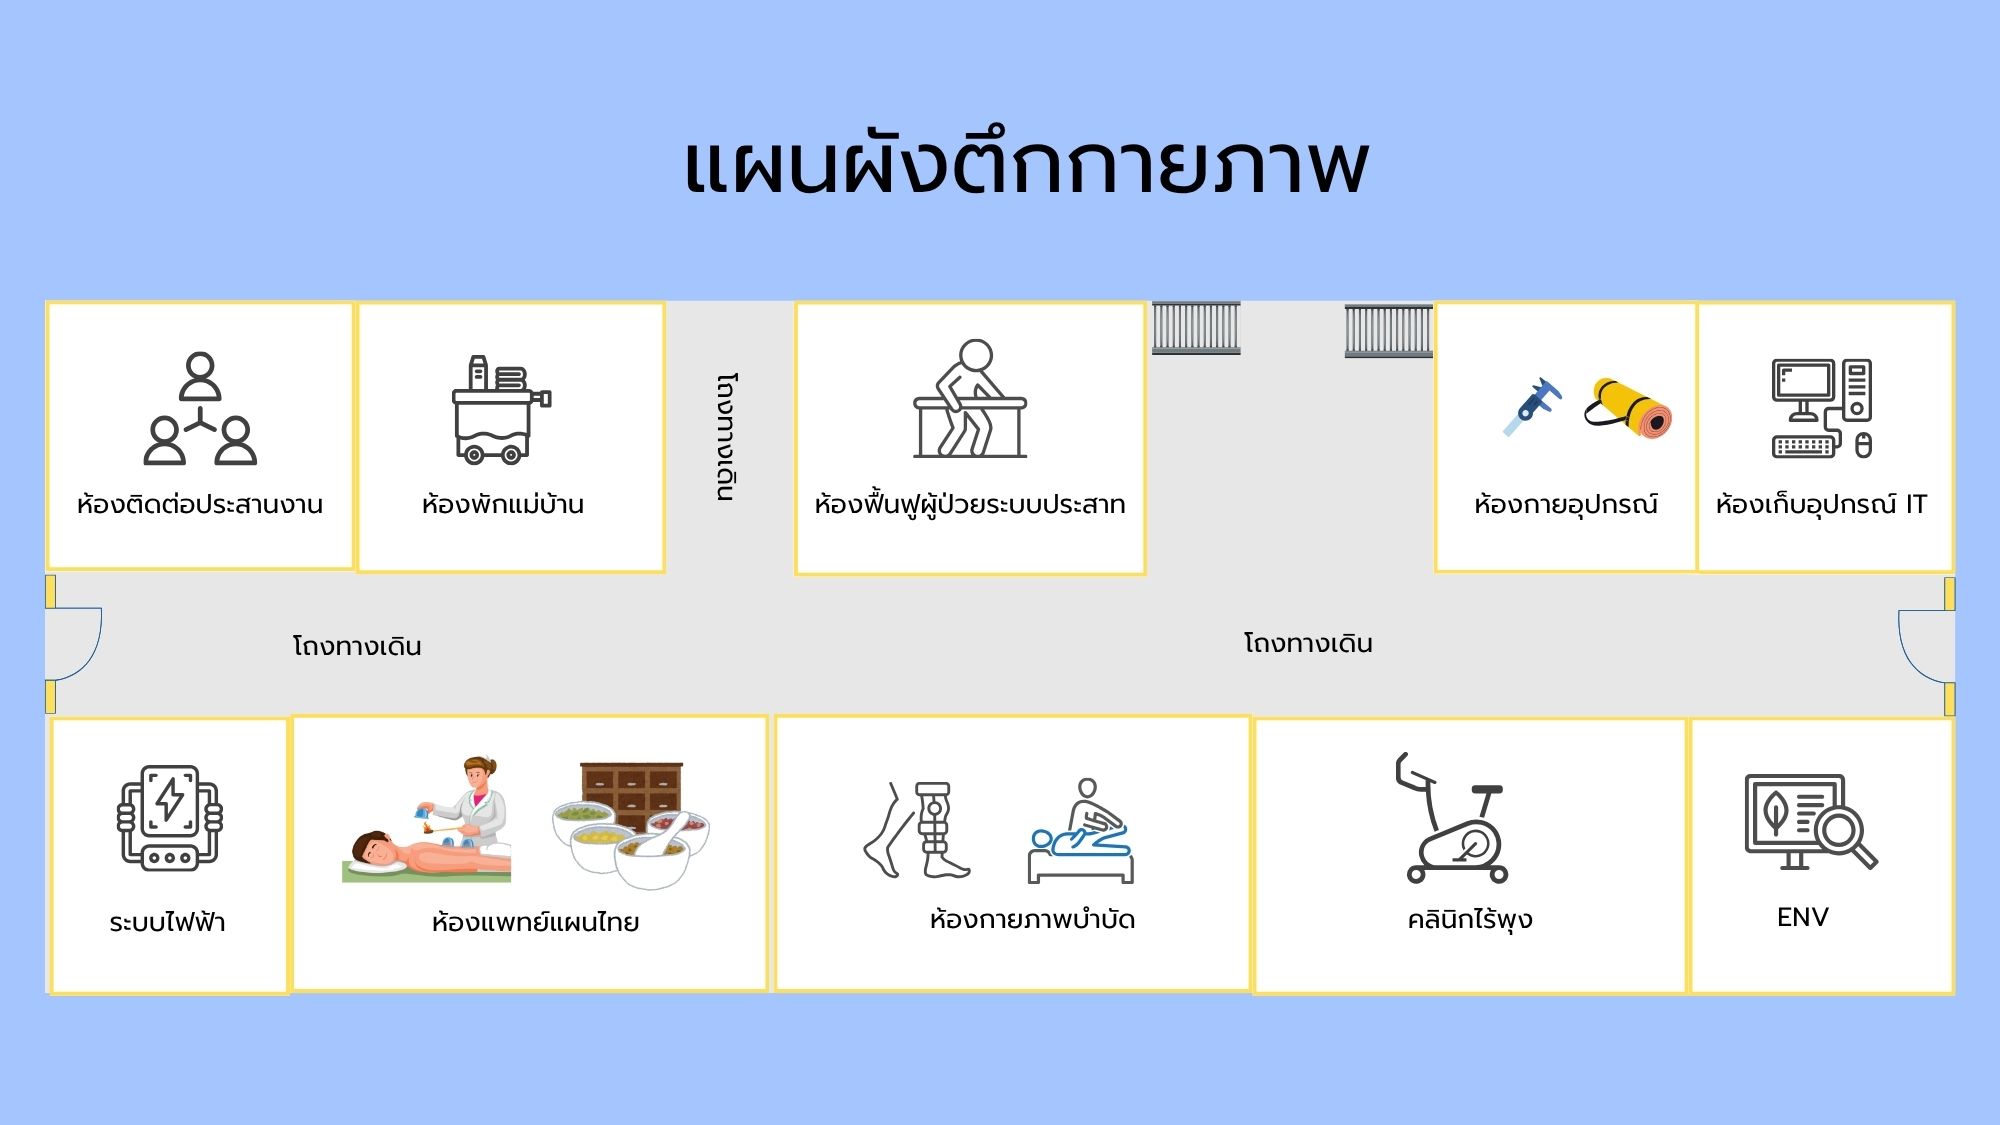 แผนผังตึกกายภาพ
ห้องติดต่อประสานงาน
ห้องพักแม่บ้าน
โถงทางเดิน
ห้องฟื้นฟูผู้ป่วยระบบประสาท
ห้องกายอุปกรณ์
ห้องเก็บอุปกรณ์ IT
โถงทางเดิน
โถงทางเดิน
ระบบไฟฟ้า
ห้องแพทย์แผนไทย
ห้องกายภาพบำบัด
คลินิกไร้พุง
ENV